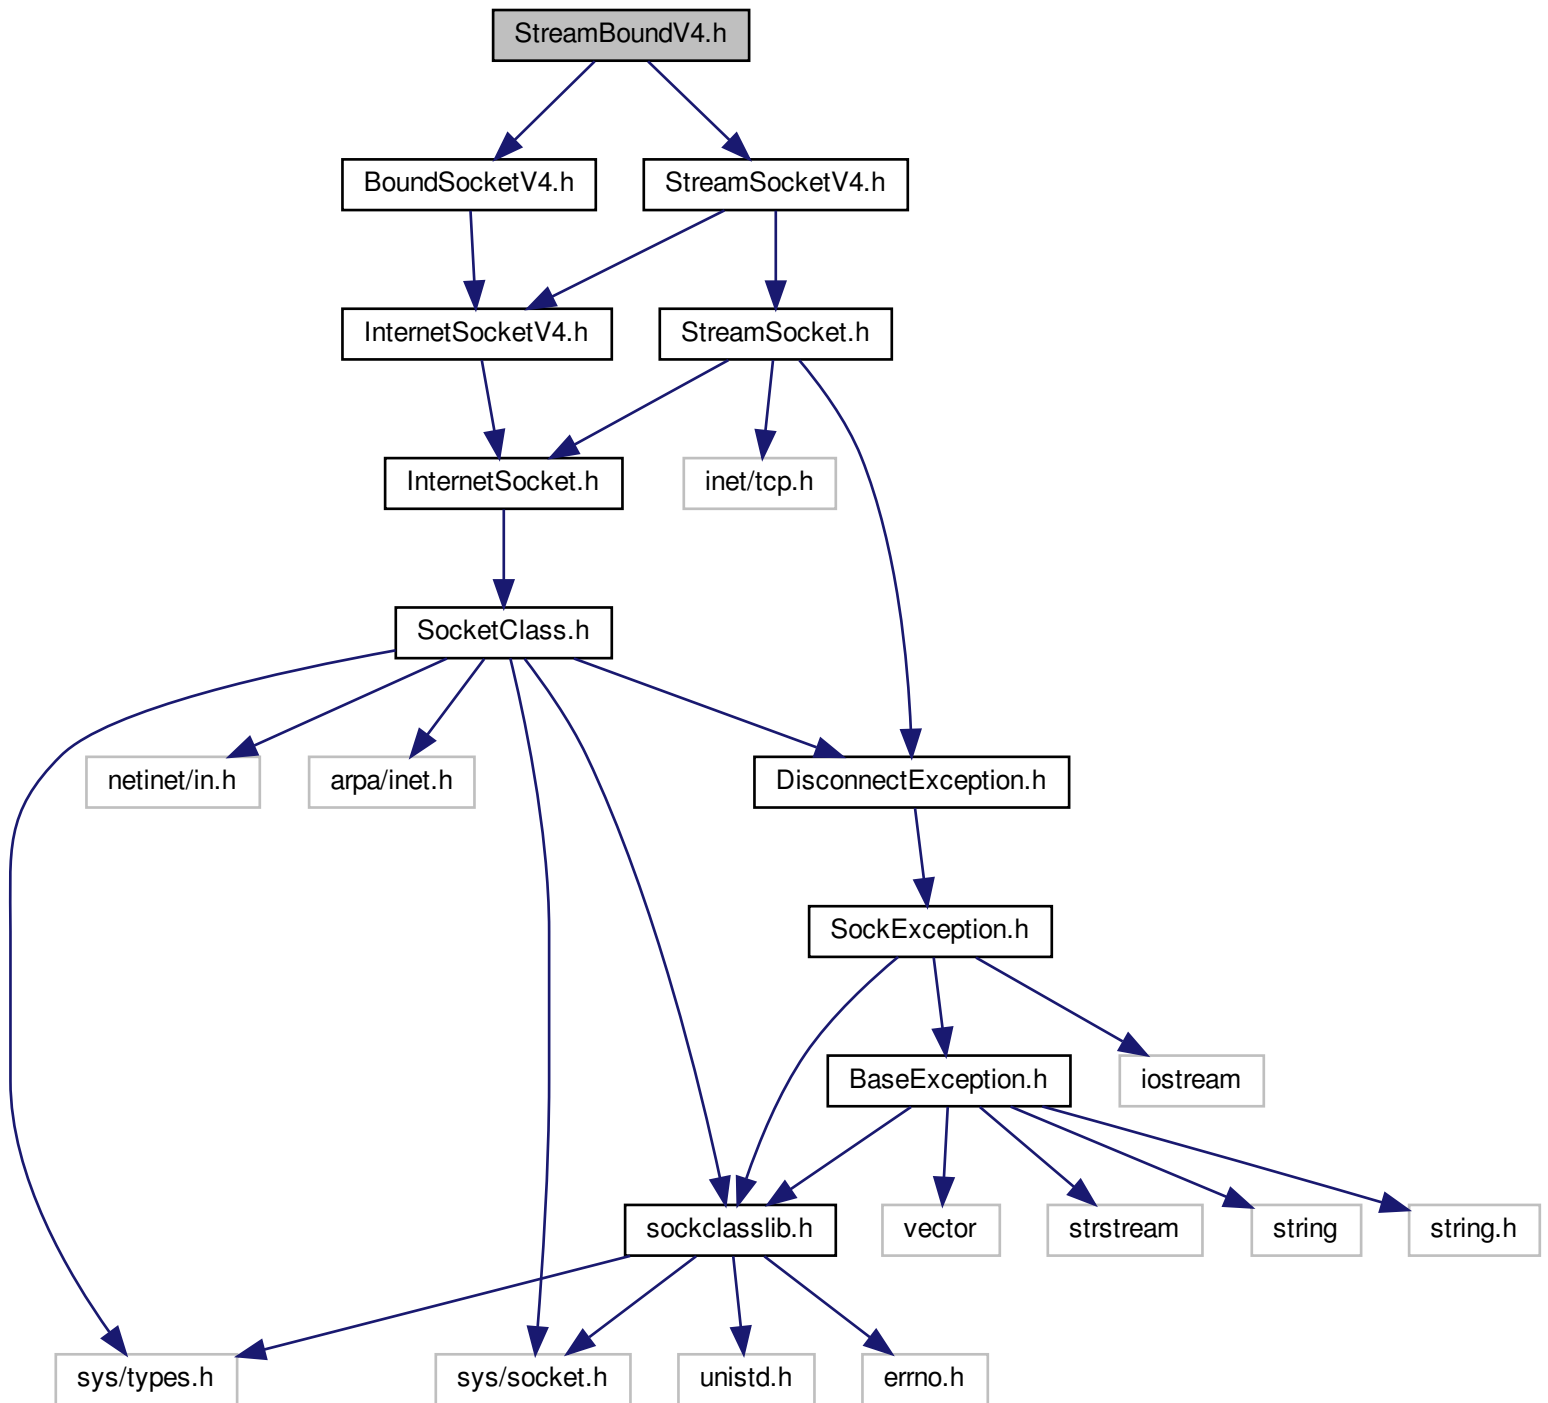 StreamBoundV4.h
BoundSocketV4.h
StreamSocketV4.h
InternetSocketV4.h
StreamSocket.h
InternetSocket.h
inet/tcp.h
SocketClass.h
netinet/in.h
arpa/inet.h
DisconnectException.h
SockException.h
BaseException.h
iostream
sockclasslib.h
vector
strstream
string
string.h
sys/types.h
sys/socket.h
unistd.h
errno.h